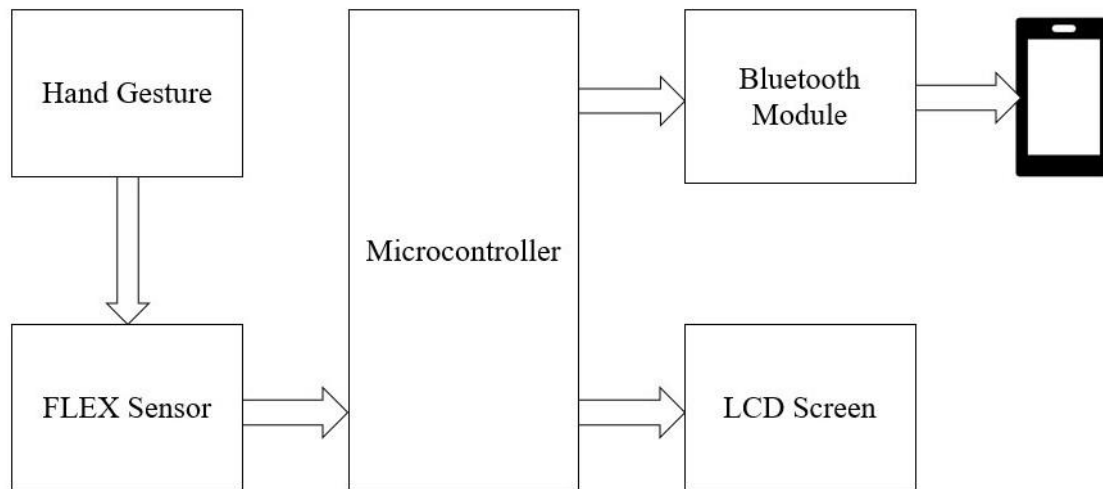 Hand Gesture
FLEX Sensor
Microcontroller
Bluetooth
Module
LCD Screen